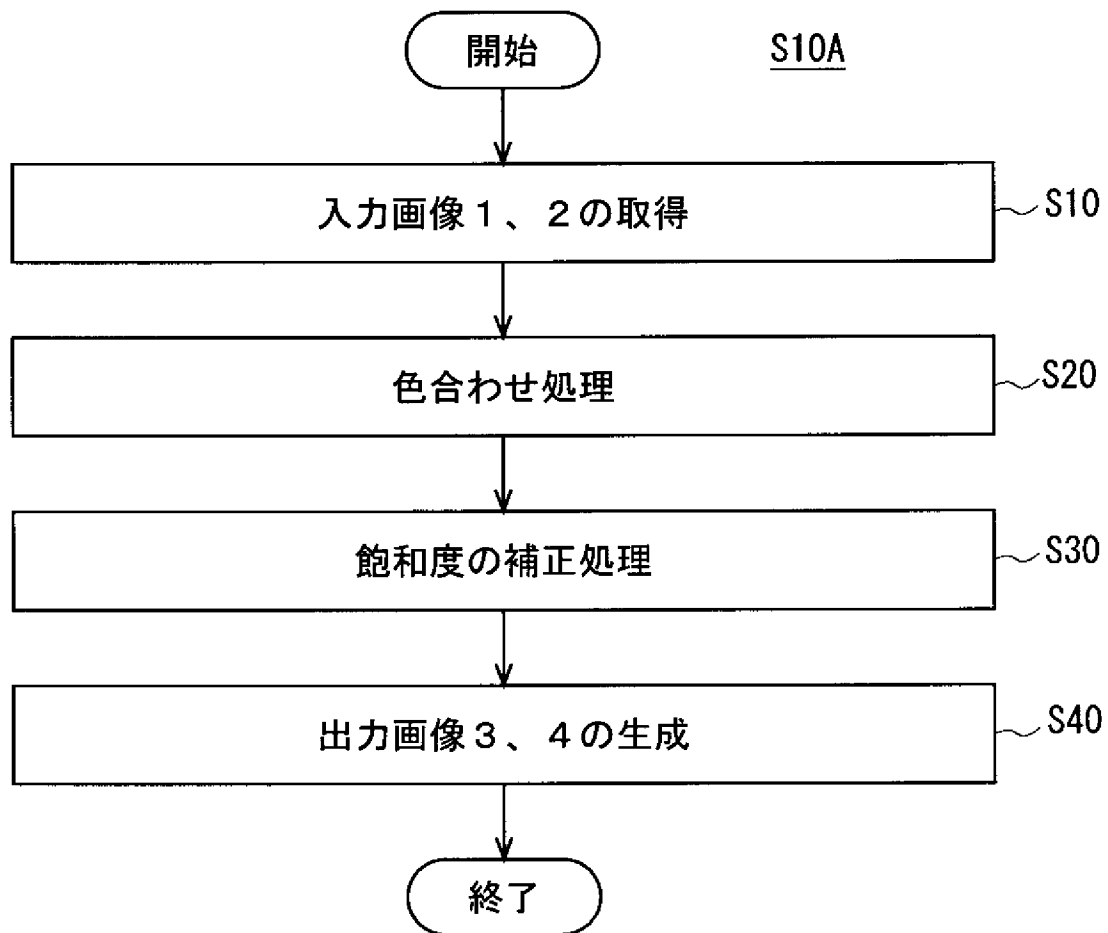 開始
S10A
入力画像１、２の取得
S10
色合わせ処理
S20
飽和度の補正処理
S30
出力画像３、４の生成
S40
終了